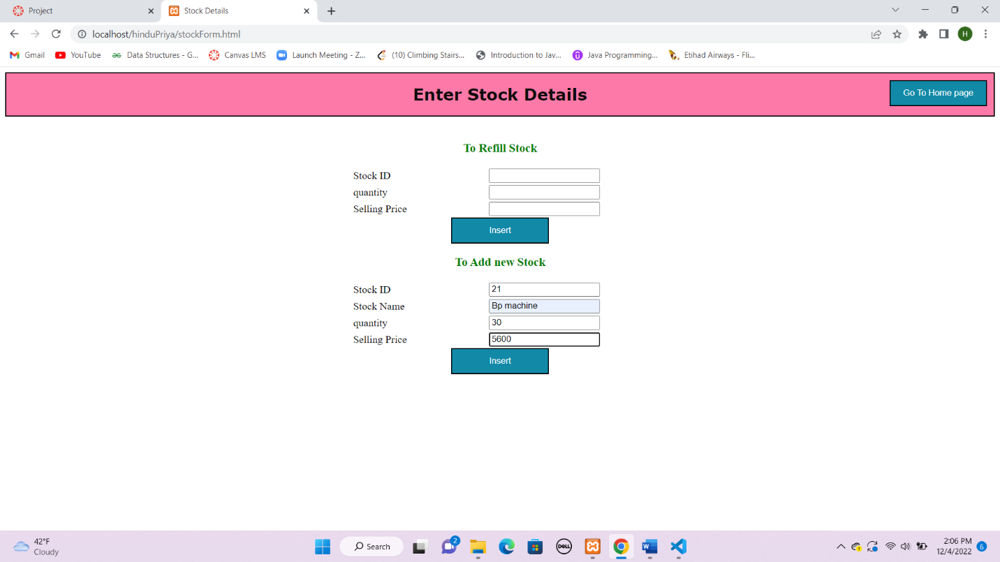 Project
Stock Details
localhost/hinduPriya/stockForm.html
H
Gmail
YouTube
Data Structures - G...
Canvas LMS
Launch Meeting - Z...
(10) Climbing Stairs...
Introduction to Jav...
Java Programming...
Etihad Airways - Fli...
Enter Stock Details
Go To Home page
To Refill Stock
Stock ID
quantity
Selling Price
Insert
To Add new Stock
Stock ID 21
Stock Name Bp machine
quantity 30
Selling Price 5600
Insert
42°F
Cloudy
Search
2
DELL
W
2:06 PM
12/4/2022
6